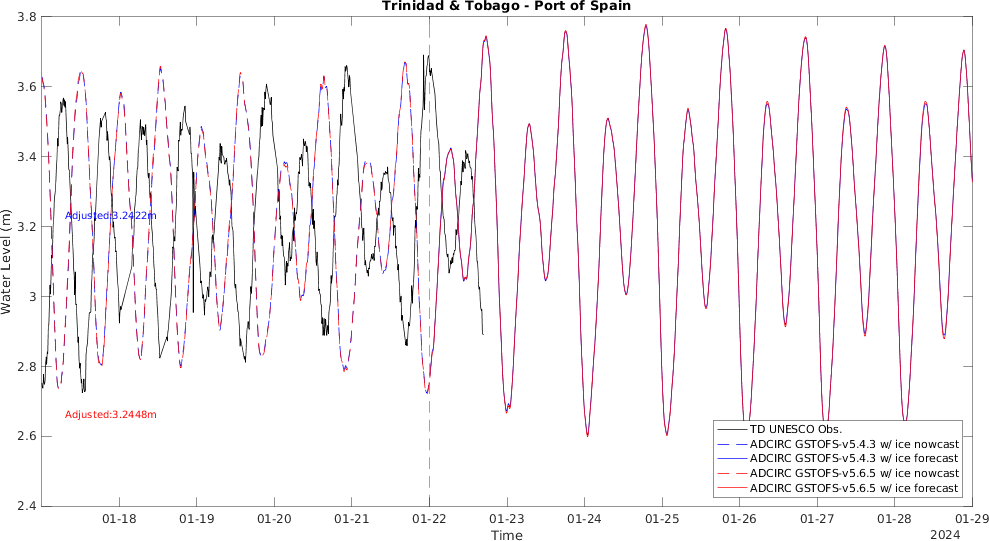 Trinidad & Tobago - Port of Spain
3.8
3.6
3.4
3.2
3
2.8
2.6
2.4
Water Level (m)
Adjusted:3.2422m
Adjusted:3.2448m
TD UNESCO Obs.
ADCIRC GSTOFS-v5.4.3 w/ ice nowcast
ADCIRC GSTOFS-v5.4.3 w/ ice forecast
ADCIRC GSTOFS-v5.6.5 w/ ice nowcast
ADCIRC GSTOFS-v5.6.5 w/ ice forecast
01-18 01-19 01-20 01-21 01-22 01-23 01-24 01-25 01-26 01-27 01-28 01-29
Time
2024